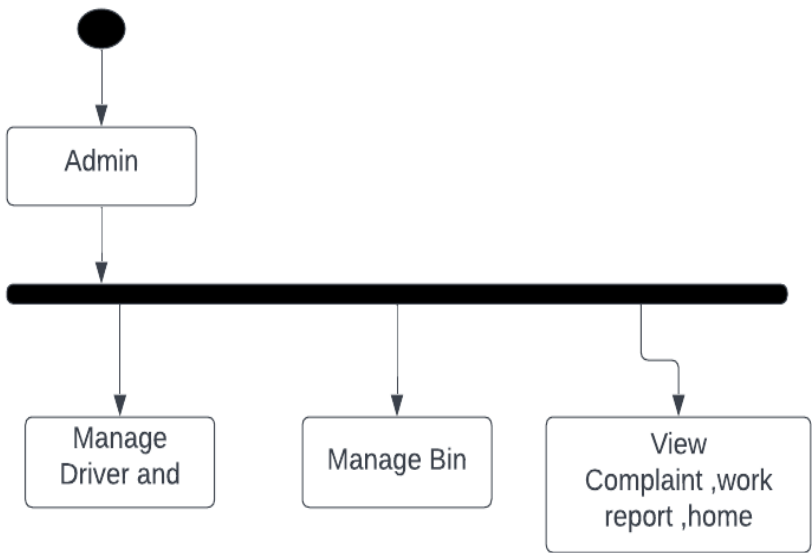 Admin
Manage
Driver and
Manage Bin
View
Complaint ,work
report ,home